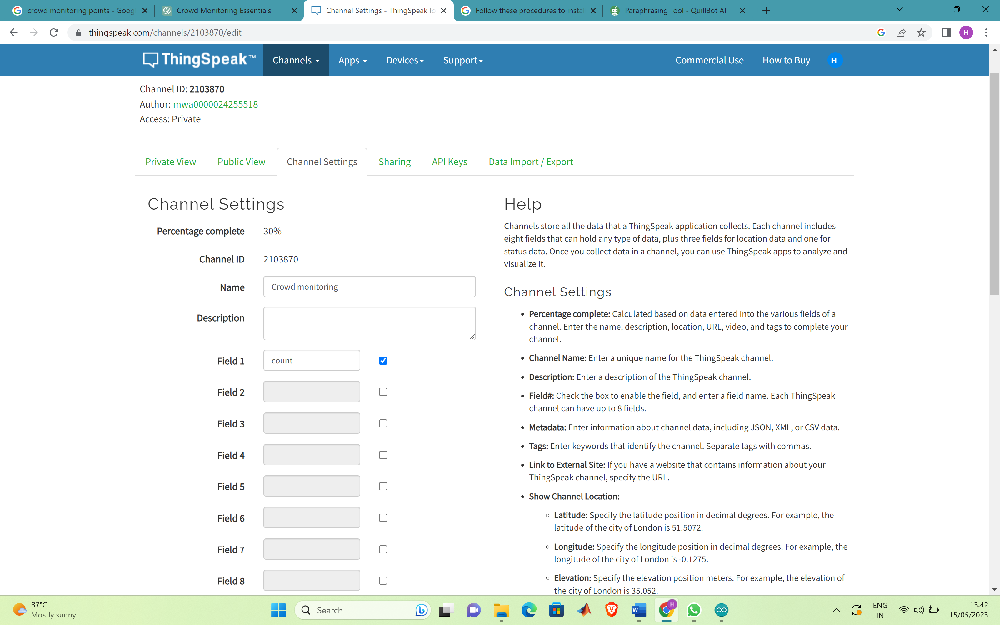 crowd monitoring points - Googl
Crowd Monitoring Essentials
Channel Settings - ThingSpeak Io
Follow these procedures to instal
Paraphrasing Tool - QuillBot AI
thingspeak.com/channels/2103870/edit
H
ThingSpeak™
Channels
Apps
Devices
Support
Commercial Use
How to Buy
H
Channel ID: 2103870
Author: mwa0000024255518
Access: Private
Private View
Public View
Channel Settings
Sharing
API Keys
Data Import / Export
Channel Settings
Percentage complete 30%
Channel ID 2103870
Name Crowd monitoring
Description
Field 1 count
Field 2
Field 3
Field 4
Field 5
Field 6
Field 7
Field 8
Help
Channels store all the data that a ThingSpeak application collects. Each channel includes
eight fields that can hold any type of data, plus three fields for location data and one for
status data. Once you collect data in a channel, you can use ThingSpeak apps to analyze and
visualize it.
Channel Settings
• Percentage complete: Calculated based on data entered into the various fields of a
channel. Enter the name, description, location, URL, video, and tags to complete your
channel.
• Channel Name: Enter a unique name for the ThingSpeak channel.
• Description: Enter a description of the ThingSpeak channel.
• Field#: Check the box to enable the field, and enter a field name. Each ThingSpeak
channel can have up to 8 fields.
• Metadata: Enter information about channel data, including JSON, XML, or CSV data.
• Tags: Enter keywords that identify the channel. Separate tags with commas.
• Link to External Site: If you have a website that contains information about your
ThingSpeak channel, specify the URL.
• Show Channel Location:
◦ Latitude: Specify the latitude position in decimal degrees. For example, the
latitude of the city of London is 51.5072.
◦ Longitude: Specify the longitude position in decimal degrees. For example, the
longitude of the city of London is -0.1275.
◦ Elevation: Specify the elevation position meters. For example, the elevation of
the city of London is 35.052.
37°C
Mostly sunny
Search
H
ENG
IN
13:42
15/05/2023